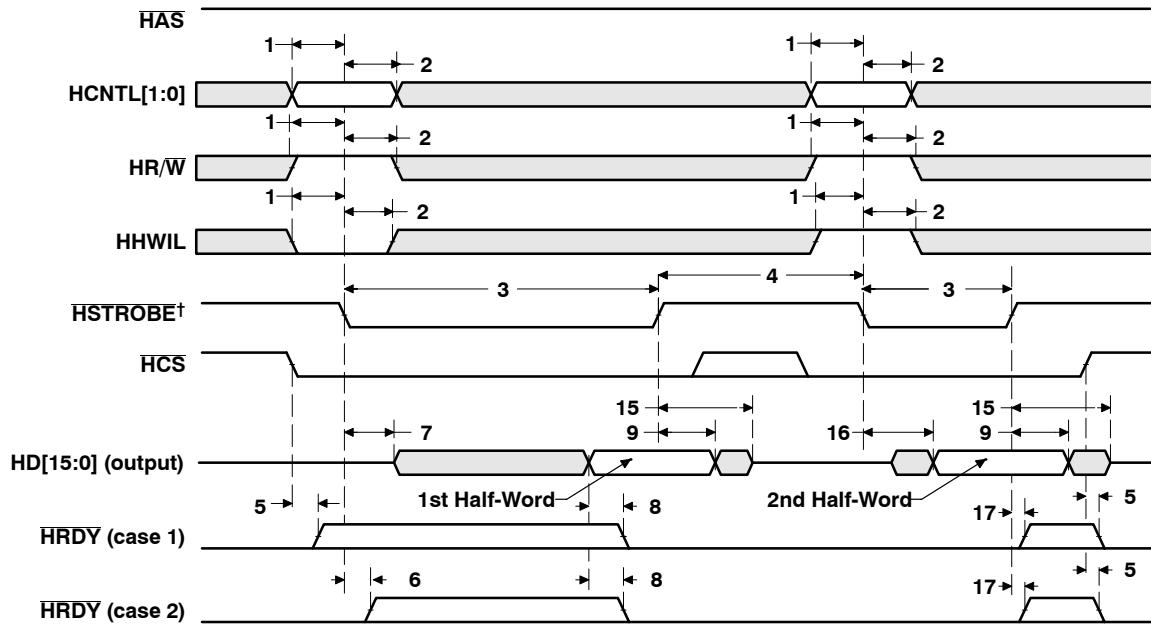 HAS
1 1
2 2
HCNTL[1:0]
1 1
2 2
HR/W
1 1
2 2
HHWIL
4
3 3
HSTROBE†
HCS
15 15
7 9 16 9
HD[15:0] (output)
1st Half-Word 2nd Half-Word
5 8 17 5
HRDY (case 1)
6 8 17 5
HRDY (case 2)